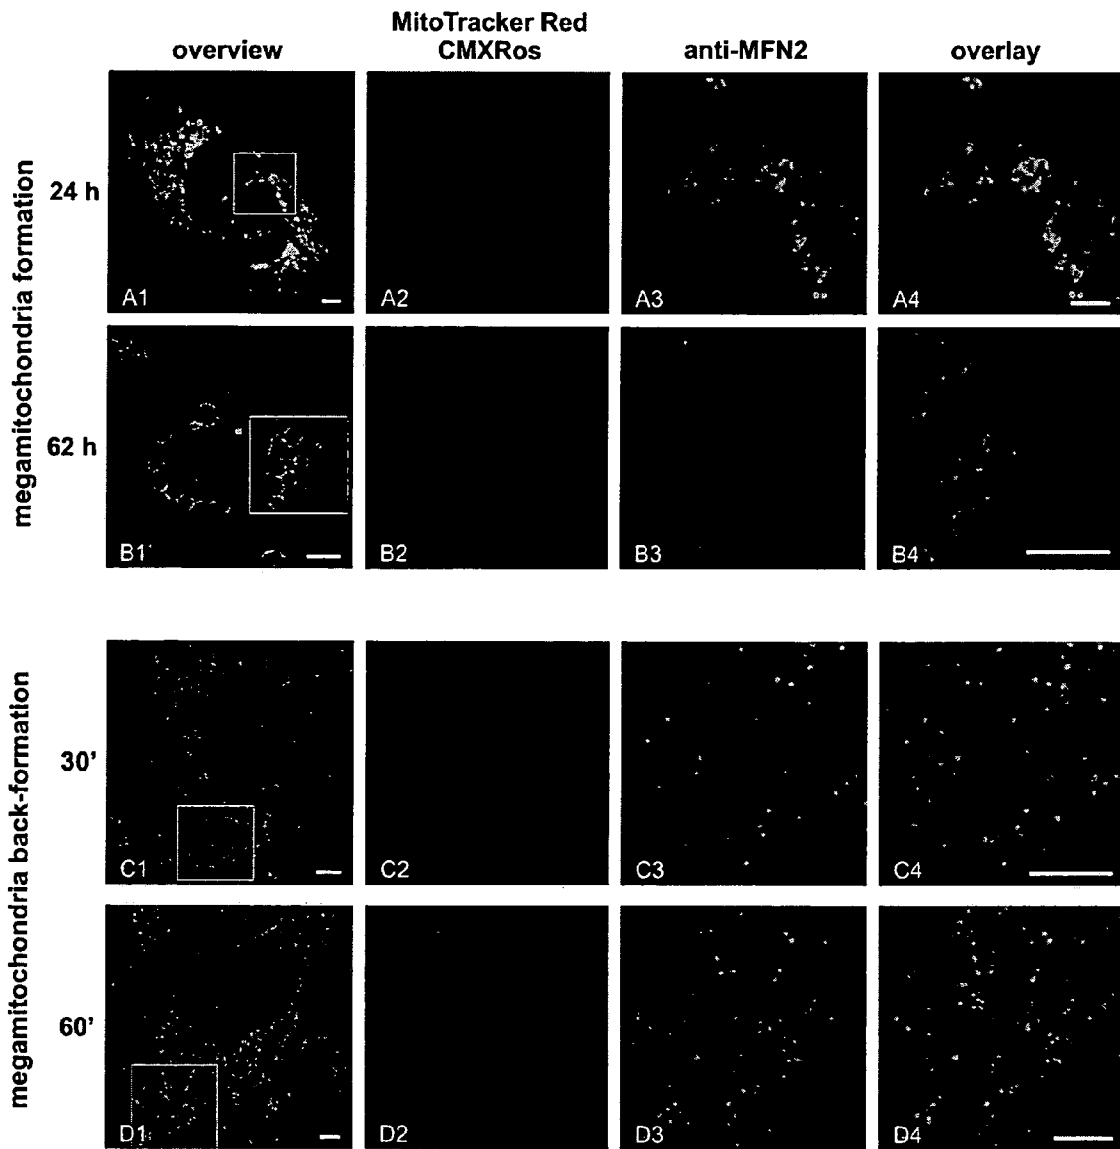 overview
MitoTracker Red
CMXRos
anti-MFN2
overlay
megamitochondria formation
24 h
A1
A2
A3
A4
62 h
B1
B2
B3
B4
megamitochondria back-formation
30'
C1
C2
C3
C4
60'
D1
D2
D3
D4